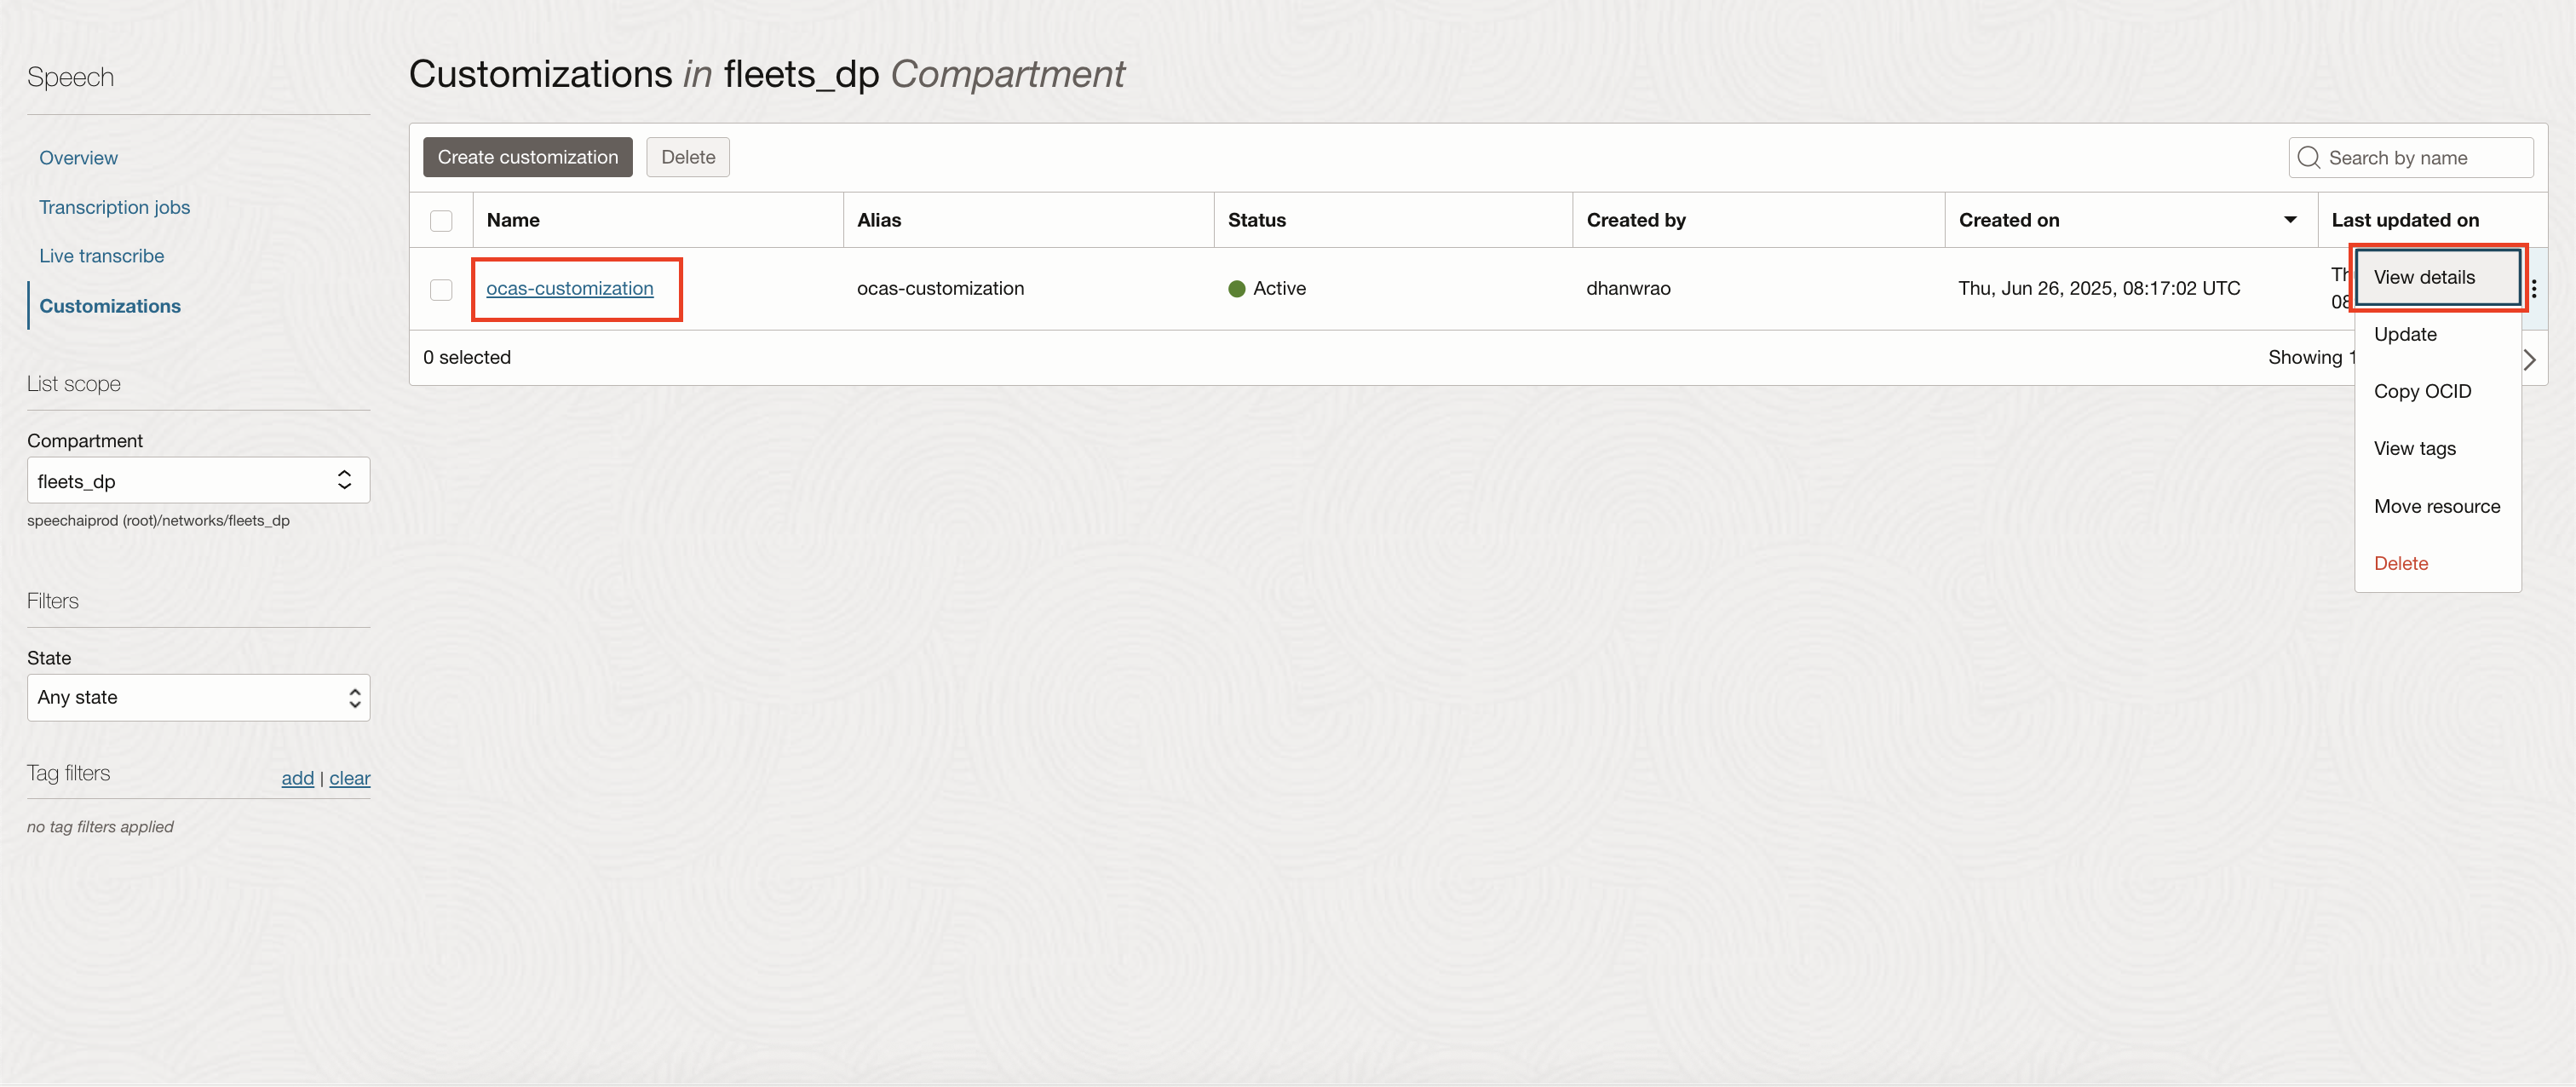 Speech
Overview
Transcription jobs
Live transcribe
Customizations
List scope
Compartment
fleets_dp
speechaiprod (root)/networks/fleets_dp
Filters
State
Any state
Tag filters
add | clear
no tag filters applied
Customizations in fleets_dp Compartment
Create customization
Delete
Search by name
Name
Alias
Status
Created by
Created on
Last updated on
ocas-customization
ocas-customization
Active
dhanwrao
Thu, Jun 26, 2025, 08:17:02 UTC
08
0 selected
Showing 1
View details
Update
Copy OCID
View tags
Move resource
Delete